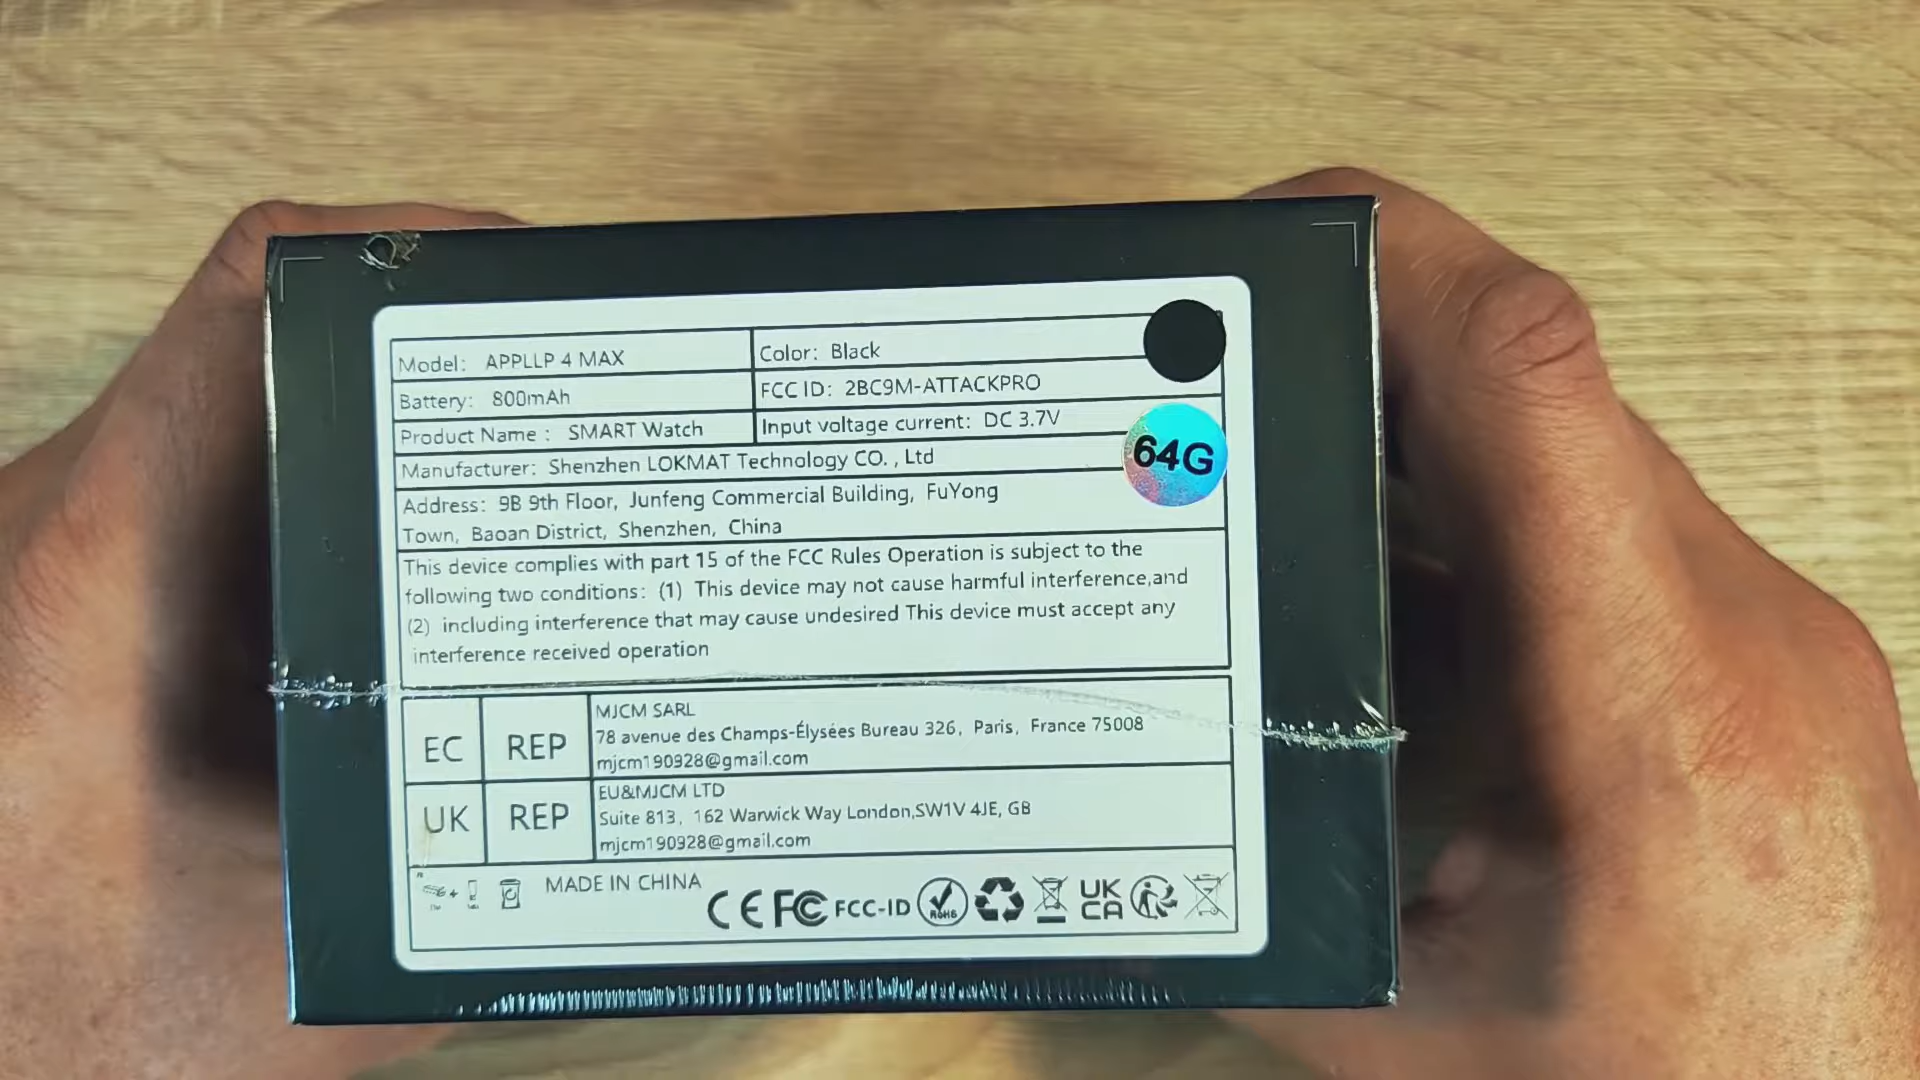 Model: APPLLP 4 MAX
Color: Black
Battery: 800mAh
FCC ID: 2BC9M-ATTACKPRO
Product Name : SMART Watch
Input voltage current: DC 3.7V
64G
Manufacturer: Shenzhen LOKMAT Technology CO. , Ltd
Address: 9B 9th Floor, Junfeng Commercial Building, FuYong
Town, Baoan District, Shenzhen, China
This device complies with part 15 of the FCC Rules Operation is subject to the
following two conditions: (1) This device may not cause harmful interference,and
(2) including interference that may cause undesired This device must accept any
interference received operation
EC REP
MJCM SARL
78 avenue des Champs-Élysées Bureau 326, Paris, France 75008
mjcm190928@gmail.com
UK REP
EU&MJCM LTD
Suite 813, 162 Warwick Way London,SW1V 4JE, GB
mjcm190928@gmail.com
MADE IN CHINA
CE FC FCC-ID RoHS UK CA